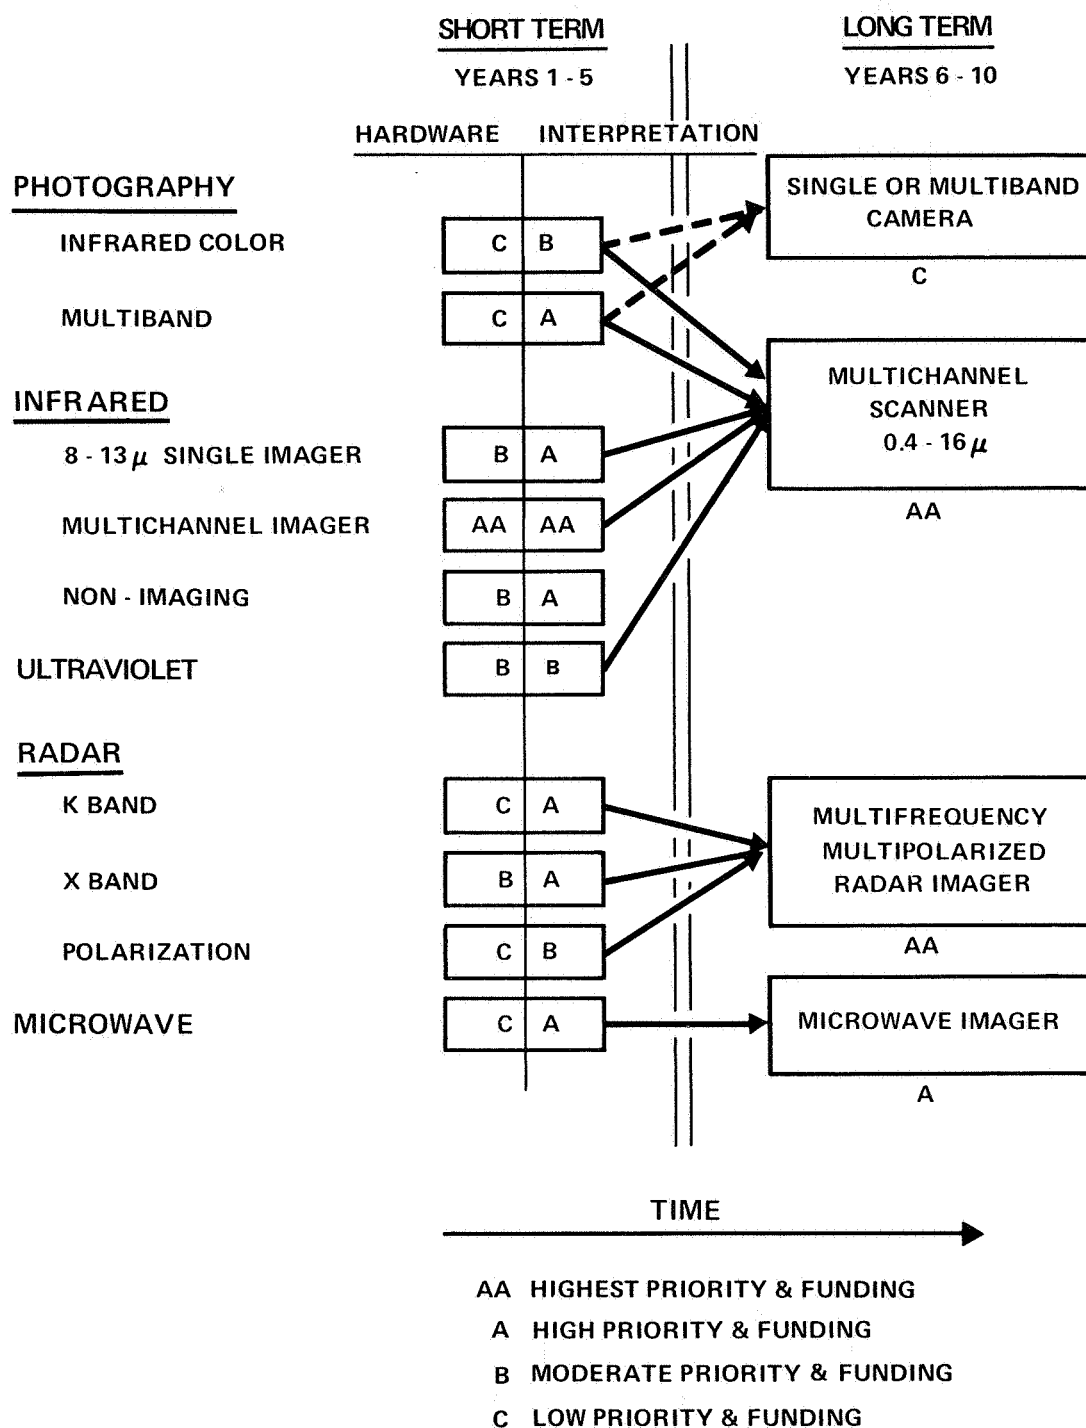 SHORT TERM
LONG TERM
YEARS 1 - 5
YEARS 6 - 10
HARDWARE
INTERPRETATION
PHOTOGRAPHY
SINGLE OR MULTIBAND
CAMERA
INFRARED COLOR
C B
C
MULTIBAND
C A
MULTICHANNEL
SCANNER
0.4 - 16 μ
AA
INFRARED
8 - 13 μ SINGLE IMAGER
B A
MULTICHANNEL IMAGER
AA AA
NON - IMAGING
B A
ULTRAVIOLET
B B
RADAR
K BAND
C A
MULTIFREQUENCY
MULTIPOLARIZED
RADAR IMAGER
AA
X BAND
B A
POLARIZATION
C B
MICROWAVE
C A
MICROWAVE IMAGER
A
TIME
AA HIGHEST PRIORITY & FUNDING
A HIGH PRIORITY & FUNDING
B MODERATE PRIORITY & FUNDING
C LOW PRIORITY & FUNDING